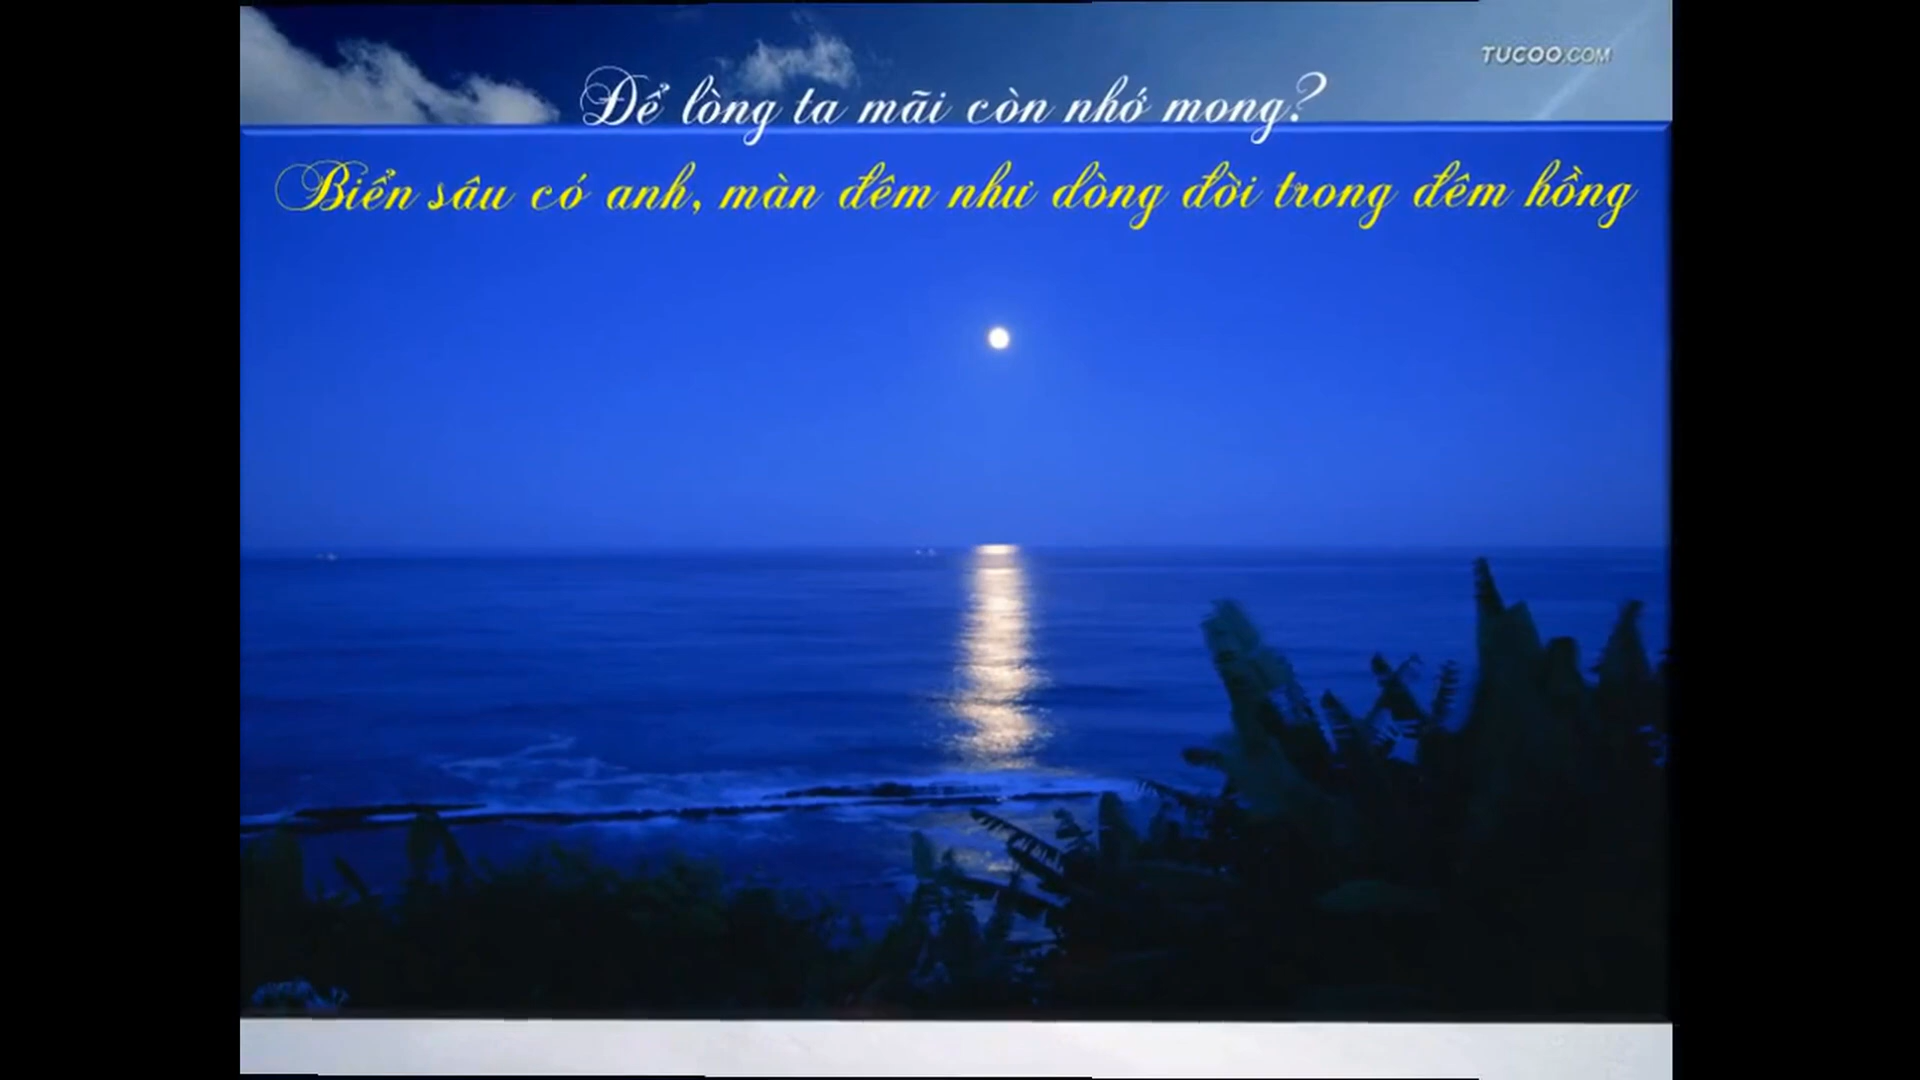 TUCOO.COM
Để lòng ta mãi còn nhớ mong?
Biển sâu có anh, màn đêm như dòng đời trong đêm hồng